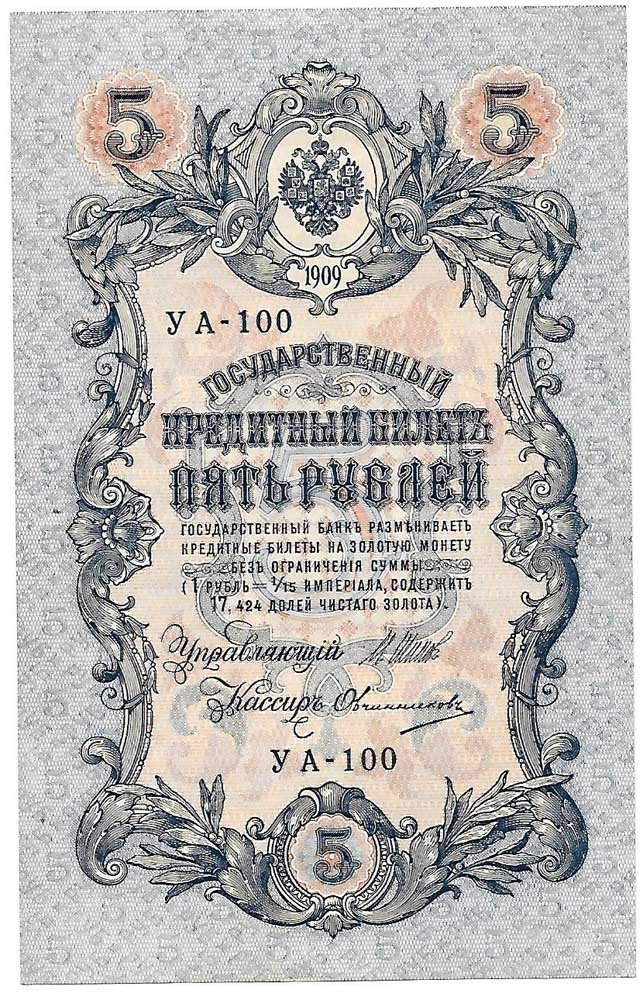 5 5
1909
УА-100
ГОСУДАРСТВЕННЫЙ
КРЕДИТНЫЙ БИЛЕТЪ
ПЯТЬ РУБЛЕЙ
ГОСУДАРСТВЕННЫЙ БАНКЪ РАЗМѢНИВАЕТЪ
КРЕДИТНЫЕ БИЛЕТЫ НА ЗОЛОТУЮ МОНЕТУ
БЕЗЪ ОГРАНИЧЕНІЯ СУММЫ
(1 РУБЛЬ = 1/15 ИМПЕРІАЛА, СОДЕРЖИТЪ
17,424 ДОЛЕЙ ЧИСТАГО ЗОЛОТА).
Управляющій
Кассиръ Овчинниковъ
УА-100
5